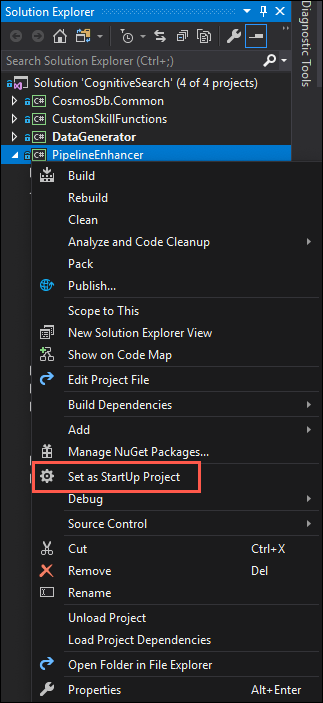 Solution Explorer
Diagnostic Tools
Search Solution Explorer (Ctrl+;)
Solution 'CognitiveSearch' (4 of 4 projects)
C# CosmosDb.Common
C# CustomSkillFunctions
C# DataGenerator
C# PipelineEnhancer
Build
Rebuild
Clean
Analyze and Code Cleanup
Pack
Publish...
Scope to This
New Solution Explorer View
Show on Code Map
Edit Project File
Build Dependencies
Add
Manage NuGet Packages...
Set as StartUp Project
Debug
Source Control
Cut Ctrl+X
Remove Del
Rename
Unload Project
Load Project Dependencies
Open Folder in File Explorer
Properties Alt+Enter